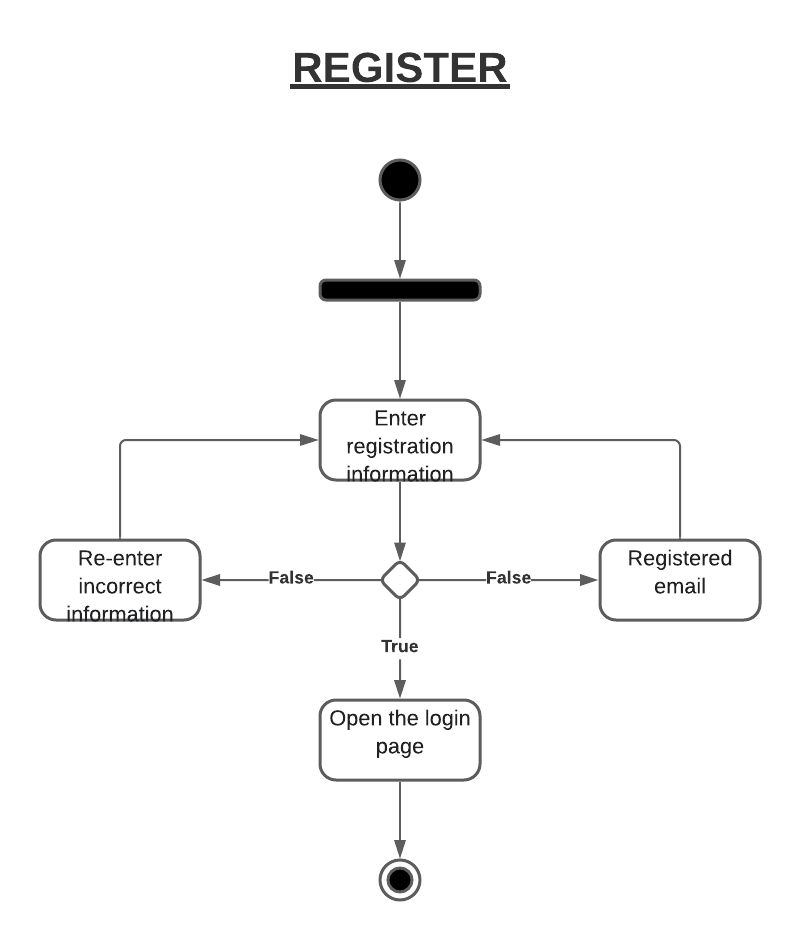 REGISTER
Enter
registration
information
Re-enter
incorrect
information
False
False
Registered
email
True
Open the login
page